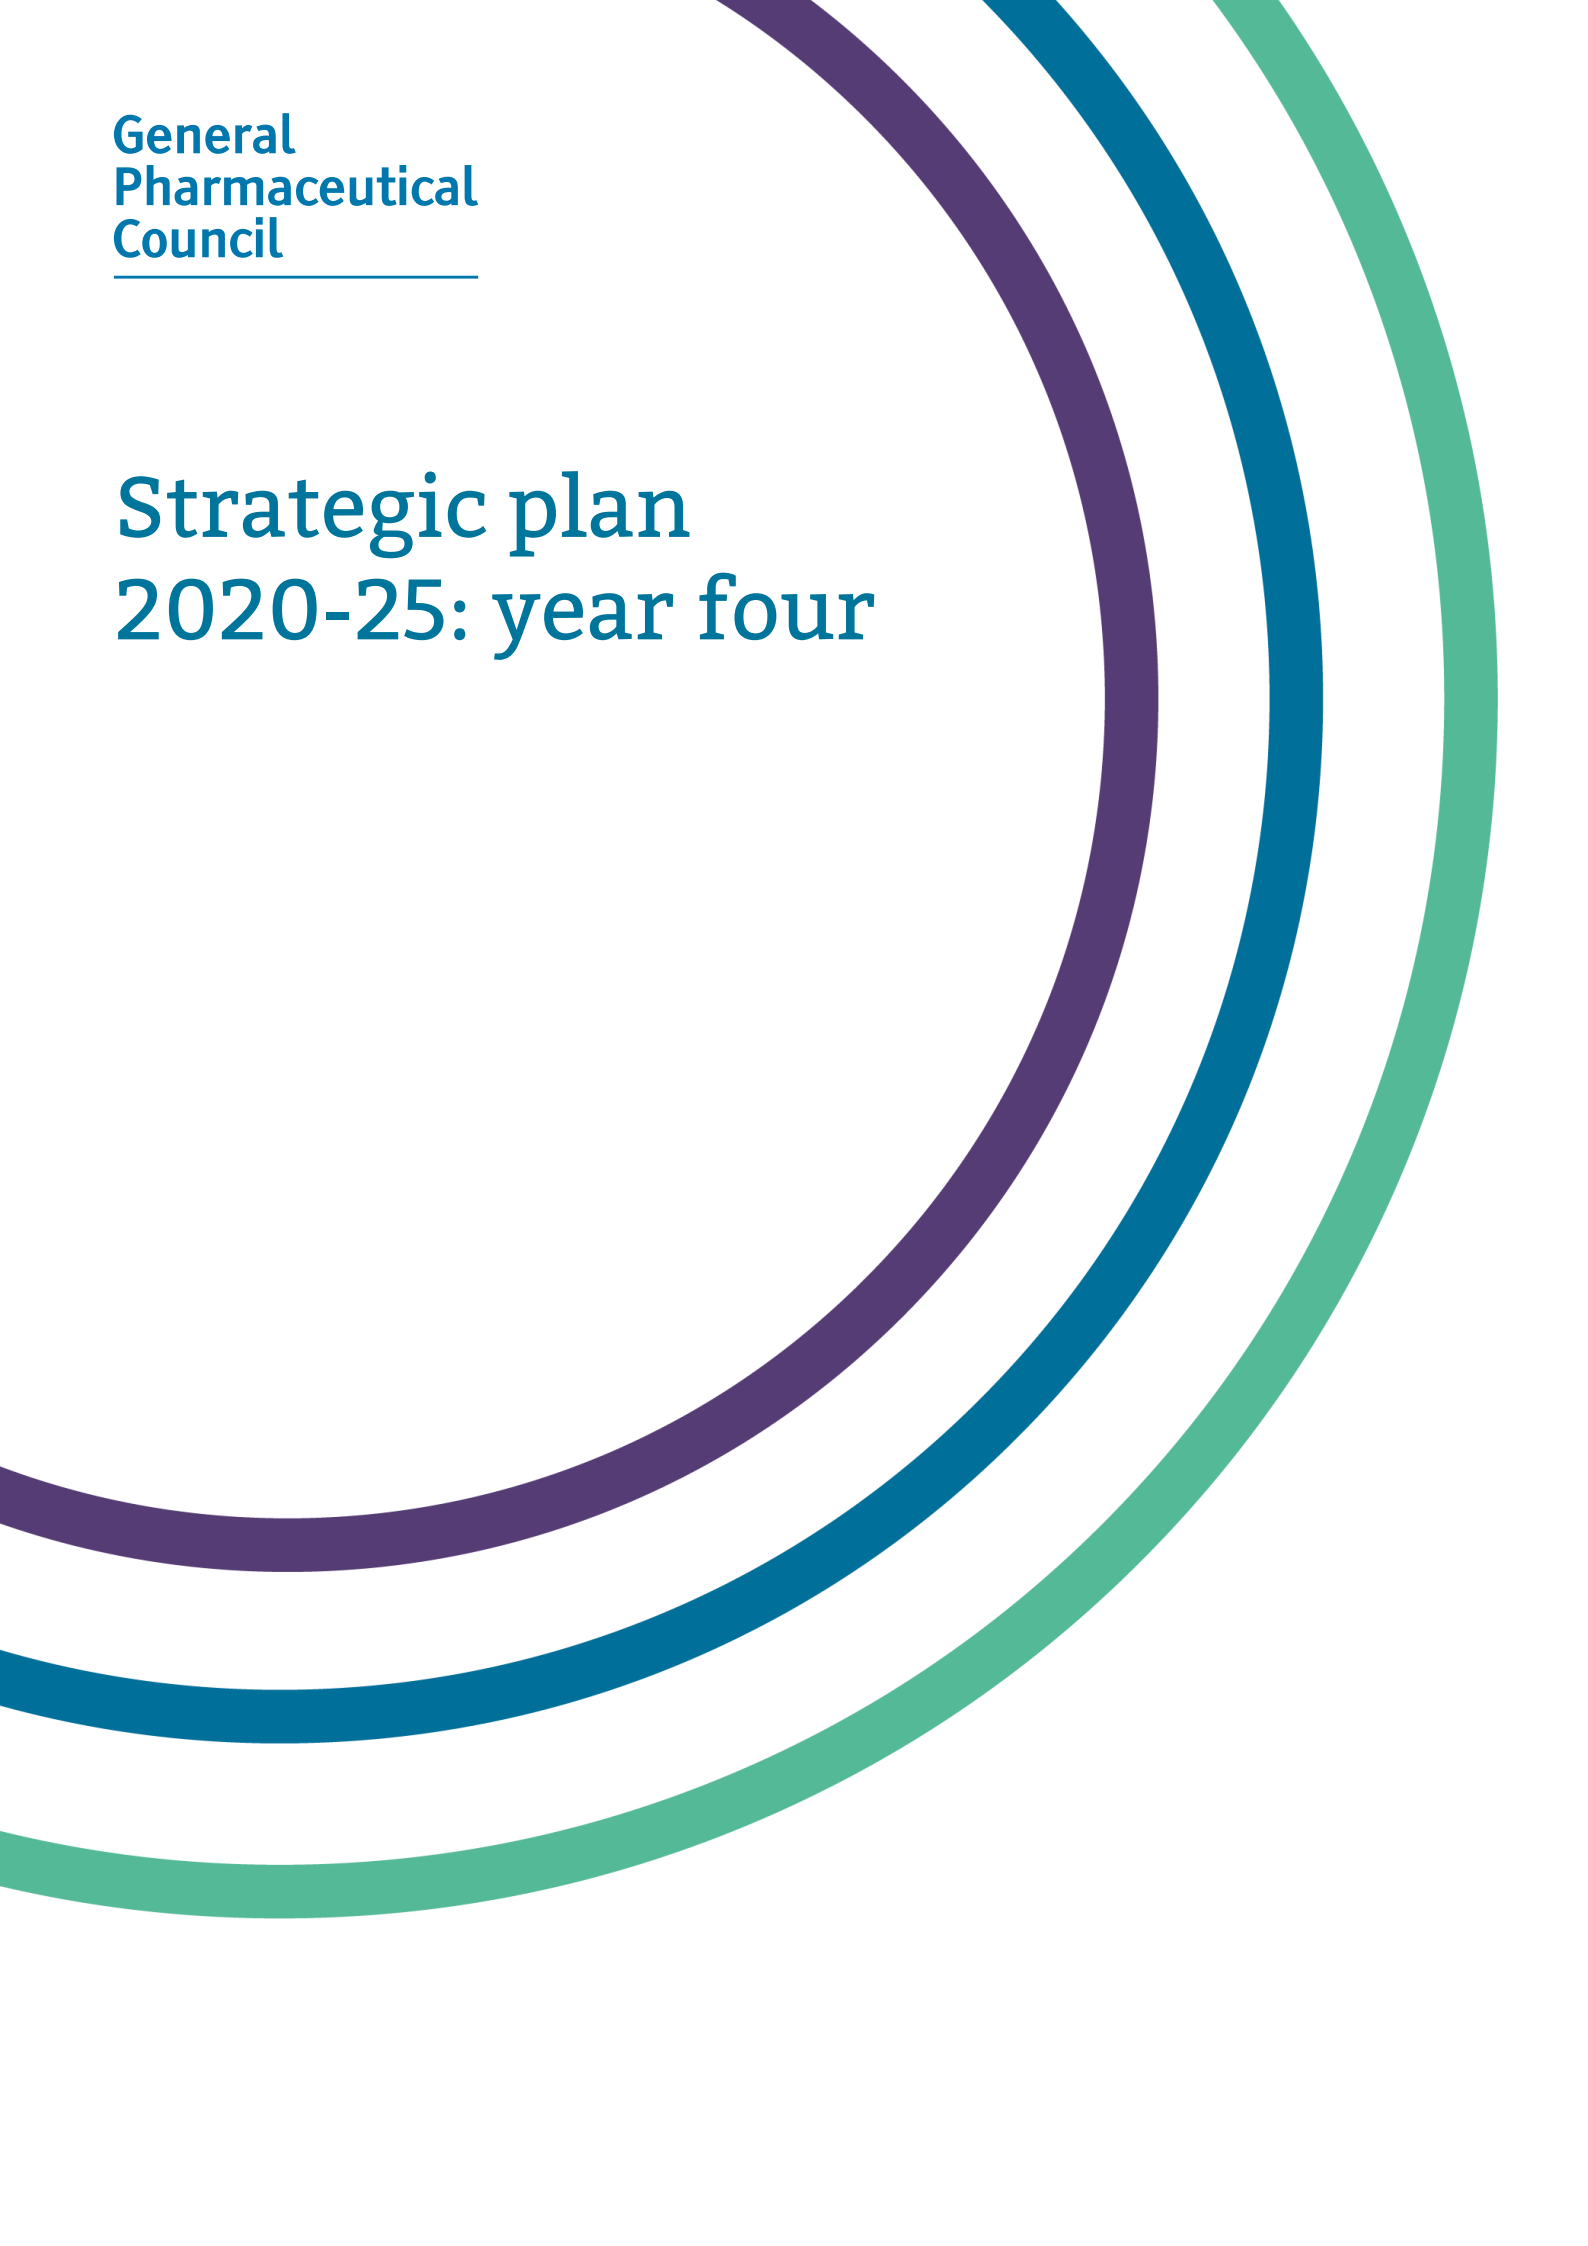 General
Pharmaceutical
Council
Strategic plan
2020-25: year four